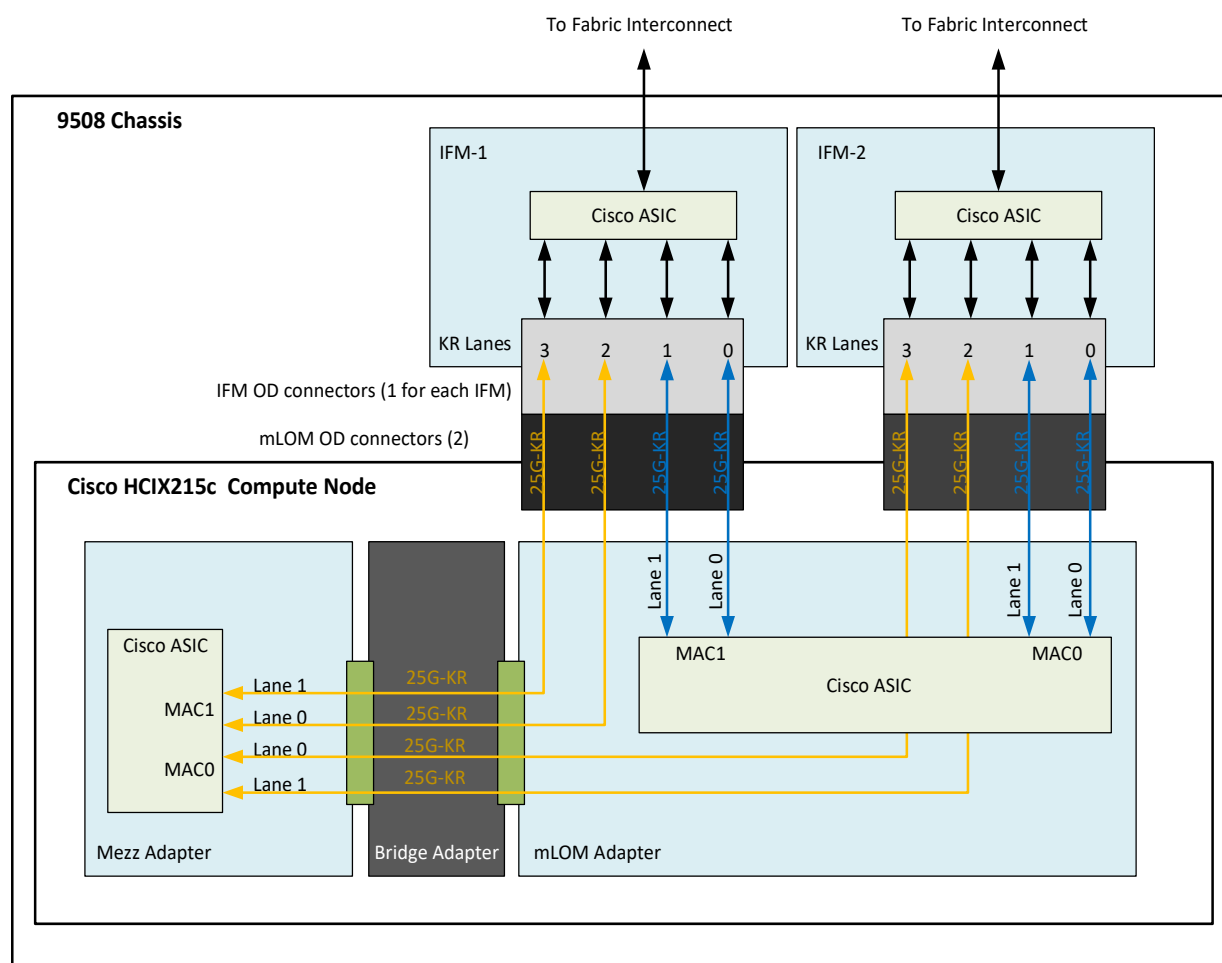 To Fabric Interconnect
To Fabric Interconnect
9508 Chassis
IFM-1
IFM-2
Cisco ASIC
Cisco ASIC
KR Lanes
3
2
1
0
KR Lanes
3
2
1
0
IFM OD connectors (1 for each IFM)
mLOM OD connectors (2)
25G-KR
25G-KR
25G-KR
25G-KR
25G-KR
25G-KR
25G-KR
25G-KR
Cisco HCIX215c Compute Node
Lane 1
Lane 0
Lane 1
Lane 0
Cisco ASIC
MAC1
MAC0
Cisco ASIC
MAC1
MAC0
Lane 1
25G-KR
Lane 0
25G-KR
Lane 0
25G-KR
Lane 1
25G-KR
Mezz Adapter
Bridge Adapter
mLOM Adapter